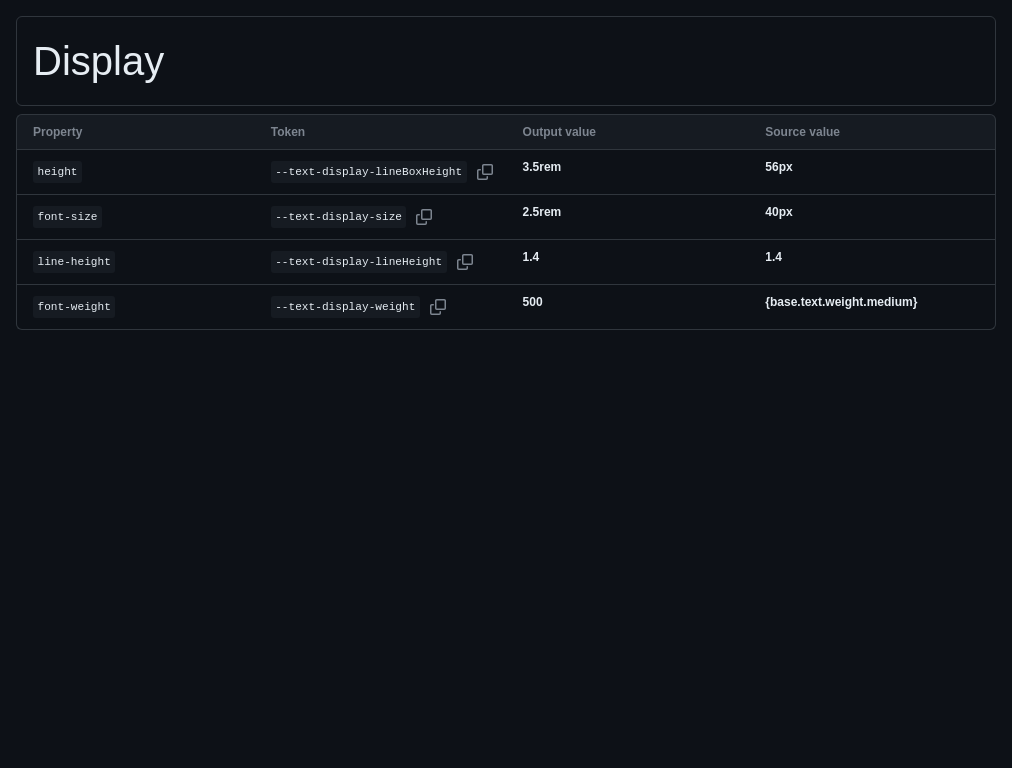 Display
Property Token Output value Source value
height --text-display-lineBoxHeight 3.5rem 56px
font-size --text-display-size 2.5rem 40px
line-height --text-display-lineHeight 1.4 1.4
font-weight --text-display-weight 500 {base.text.weight.medium}